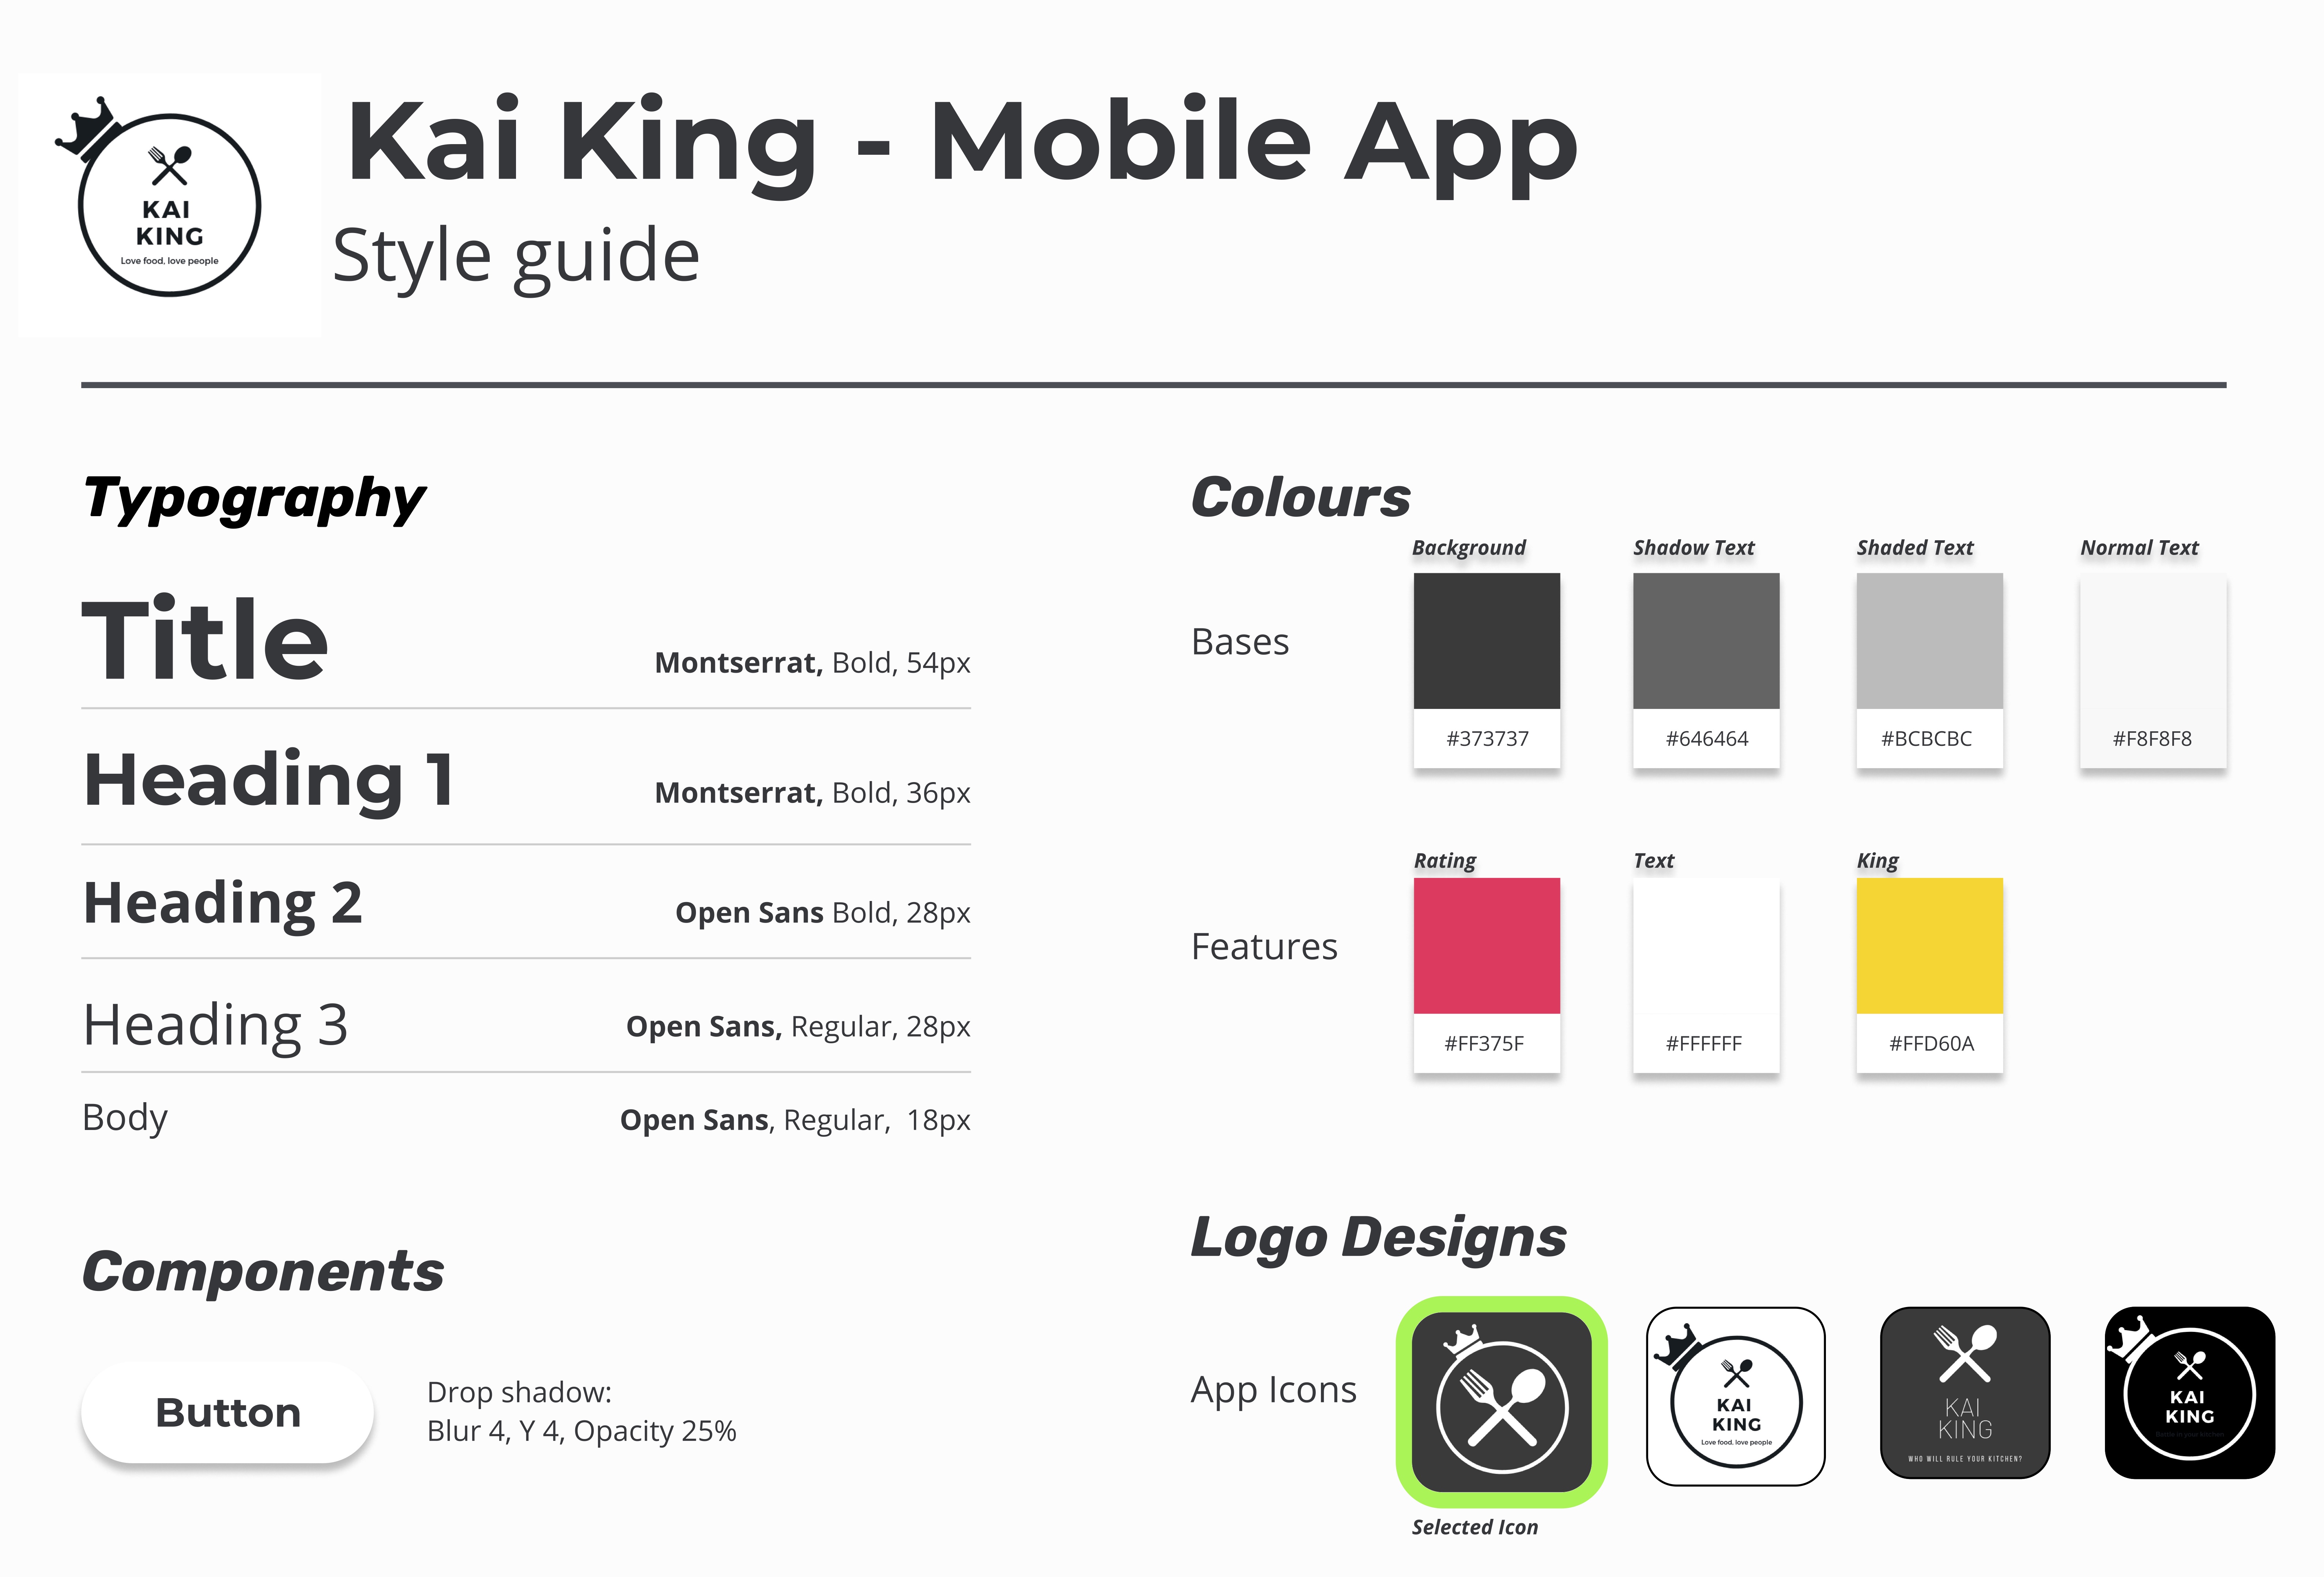 KAI
KING
Love food, love people
Kai King - Mobile App
Style guide
Typography
Title
Montserrat, Bold, 54px
Heading 1
Montserrat, Bold, 36px
Heading 2
Open Sans Bold, 28px
Heading 3
Open Sans, Regular, 28px
Body
Open Sans, Regular,  18px
Components
Button
Drop shadow:
Blur 4, Y 4, Opacity 25%
Colours
Background
Shadow Text
Shaded Text
Normal Text
Bases
#373737
#646464
#BCBCBC
#F8F8F8
Rating
Text
King
Features
#FF375F
#FFFFFF
#FFD60A
Logo Designs
App Icons
Selected Icon
KAI
KING
Love food, love people
KAI
KING
WHO WILL RULE YOUR KITCHEN?
KAI
KING